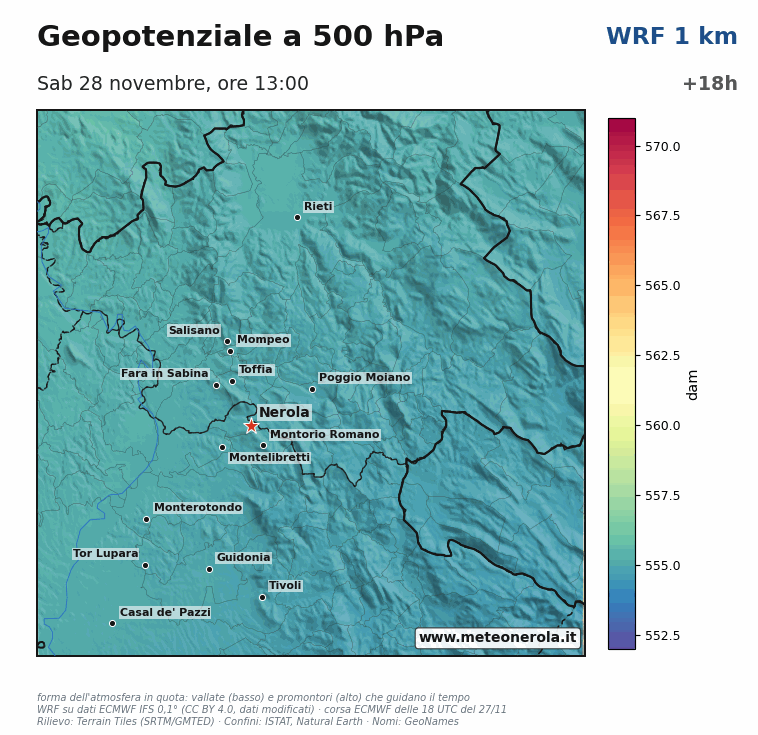 Geopotenziale a 500 hPa
WRF 1 km
Sab 28 novembre, ore 13:00
+18h
Rieti
Salisano
Mompeo
Toffia
Fara in Sabina
Poggio Moiano
Nerola
Montorio Romano
Montelibretti
Monterotondo
Tor Lupara
Guidonia
Tivoli
Casal de' Pazzi
www.meteonerola.it
570.0
567.5
565.0
562.5
560.0
557.5
555.0
552.5
dam
forma dell'atmosfera in quota: vallate (basso) e promontori (alto) che guidano il tempo
WRF su dati ECMWF IFS 0,1° (CC BY 4.0, dati modificati) · corsa ECMWF delle 18 UTC del 27/11
Rilievo: Terrain Tiles (SRTM/GMTED) · Confini: ISTAT, Natural Earth · Nomi: GeoNames